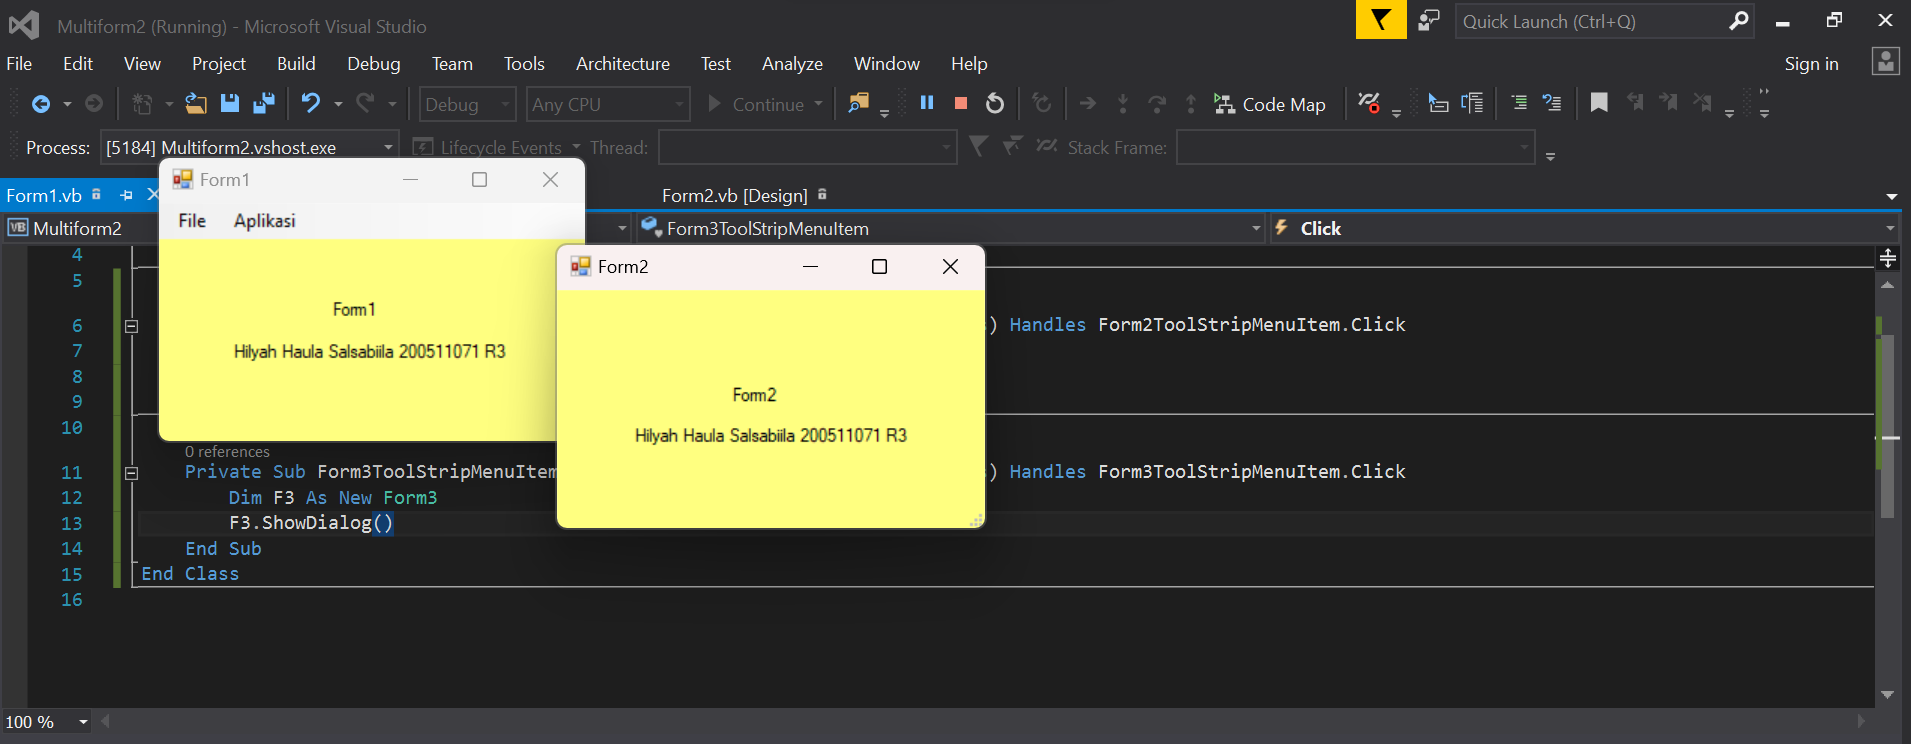 Multiform2 (Running) - Microsoft Visual Studio
Quick Launch (Ctrl+Q)
File Edit View Project Build Debug Team Tools Architecture Test Analyze Window Help
Sign in
Debug Any CPU Continue Code Map
Process: [5184] Multiform2.vshost.exe Lifecycle Events Thread: Stack Frame:
Form1.vb
Form2.vb [Design]
VB Multiform2
Form3ToolStripMenuItem
Click
Form1
File Aplikasi
Form1
Hilyah Haula Salsabiila 200511071 R3
Form2
Form2
Hilyah Haula Salsabiila 200511071 R3
4
5
6 ) Handles Form2ToolStripMenuItem.Click
7
8
9
10
0 references
11 Private Sub Form3ToolStripMenuItem ) Handles Form3ToolStripMenuItem.Click
12 Dim F3 As New Form3
13 F3.ShowDialog()
14 End Sub
15 End Class
16
100 %